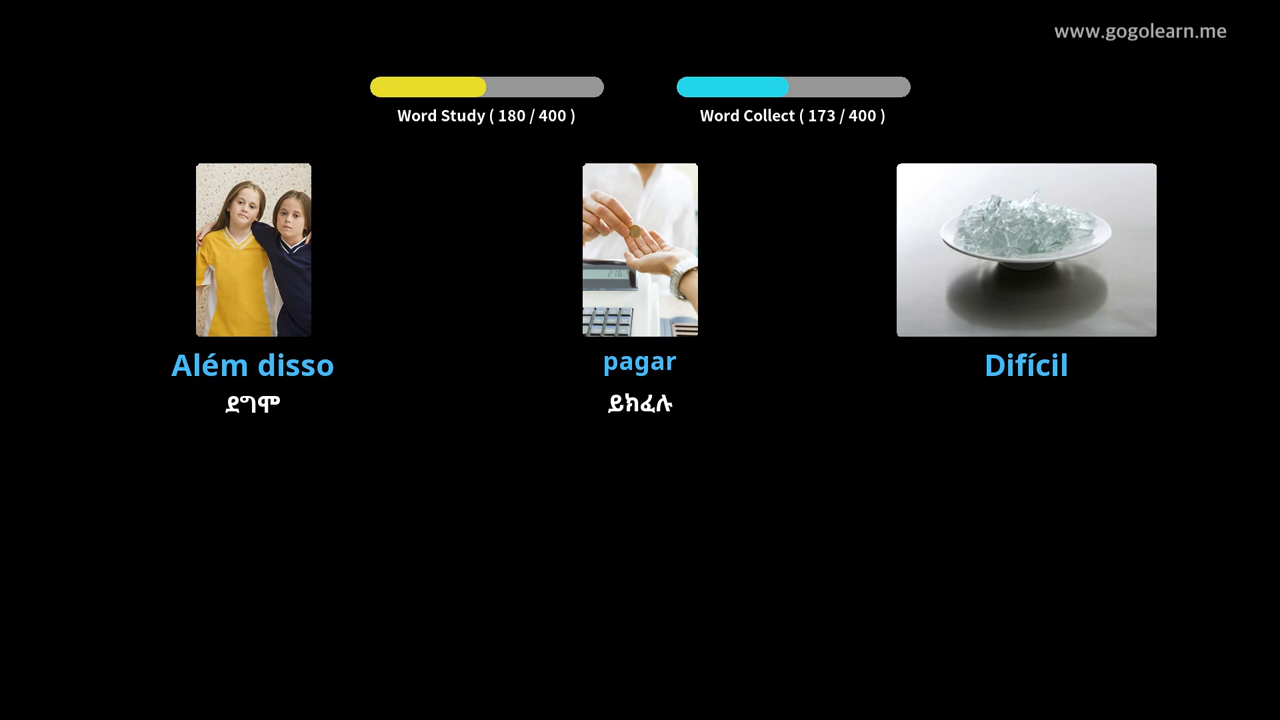 www.gogolearn.me
Word Study ( 180 / 400 )
Word Collect ( 173 / 400 )
Além disso
pagar
Difícil
ደግሞ
ይክፈሉ